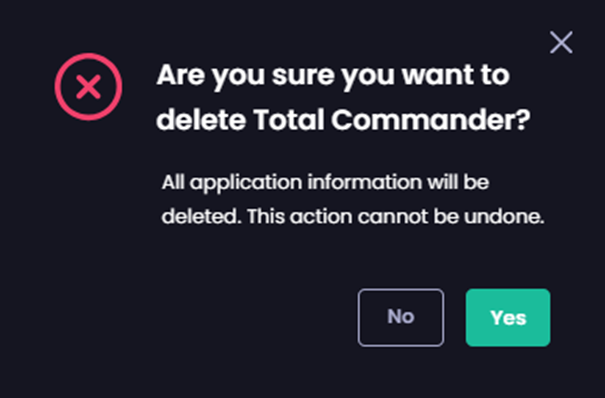 Are you sure you want to
delete Total Commander?
All application information will be
deleted. This action cannot be undone.
No
Yes